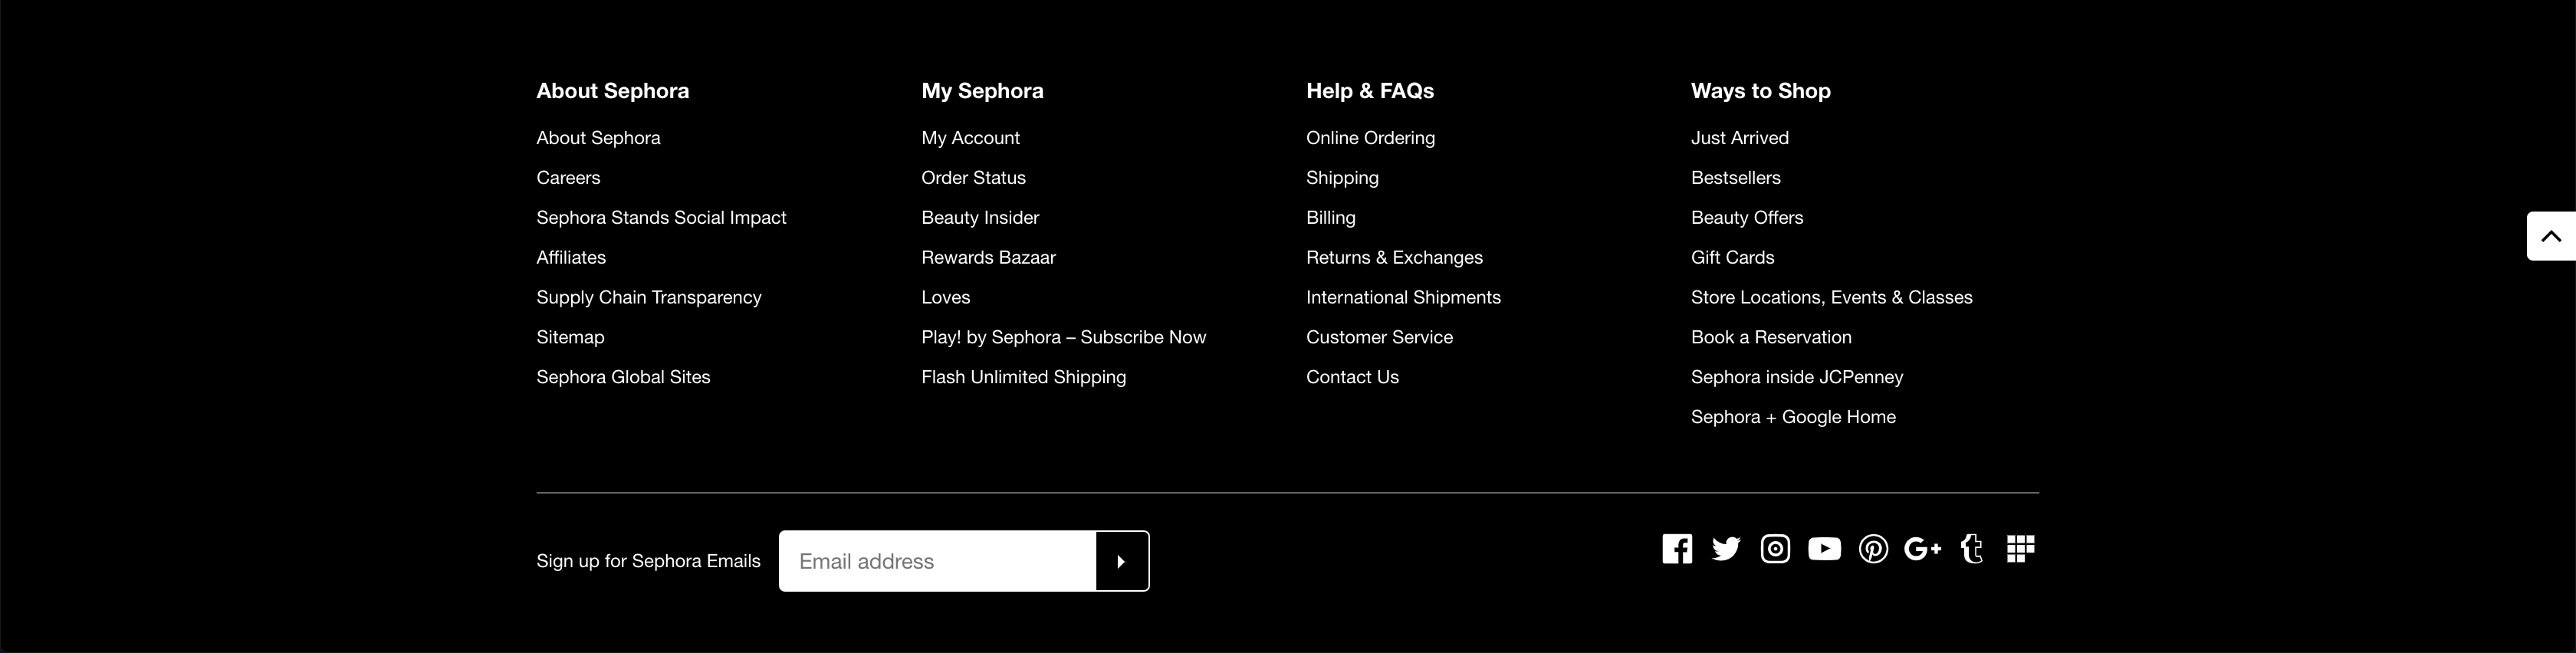 About Sephora
About Sephora
Careers
Sephora Stands Social Impact
Affiliates
Supply Chain Transparency
Sitemap
Sephora Global Sites
My Sephora
My Account
Order Status
Beauty Insider
Rewards Bazaar
Loves
Play! by Sephora – Subscribe Now
Flash Unlimited Shipping
Help & FAQs
Online Ordering
Shipping
Billing
Returns & Exchanges
International Shipments
Customer Service
Contact Us
Ways to Shop
Just Arrived
Bestsellers
Beauty Offers
Gift Cards
Store Locations, Events & Classes
Book a Reservation
Sephora inside JCPenney
Sephora + Google Home
Sign up for Sephora Emails
Email address